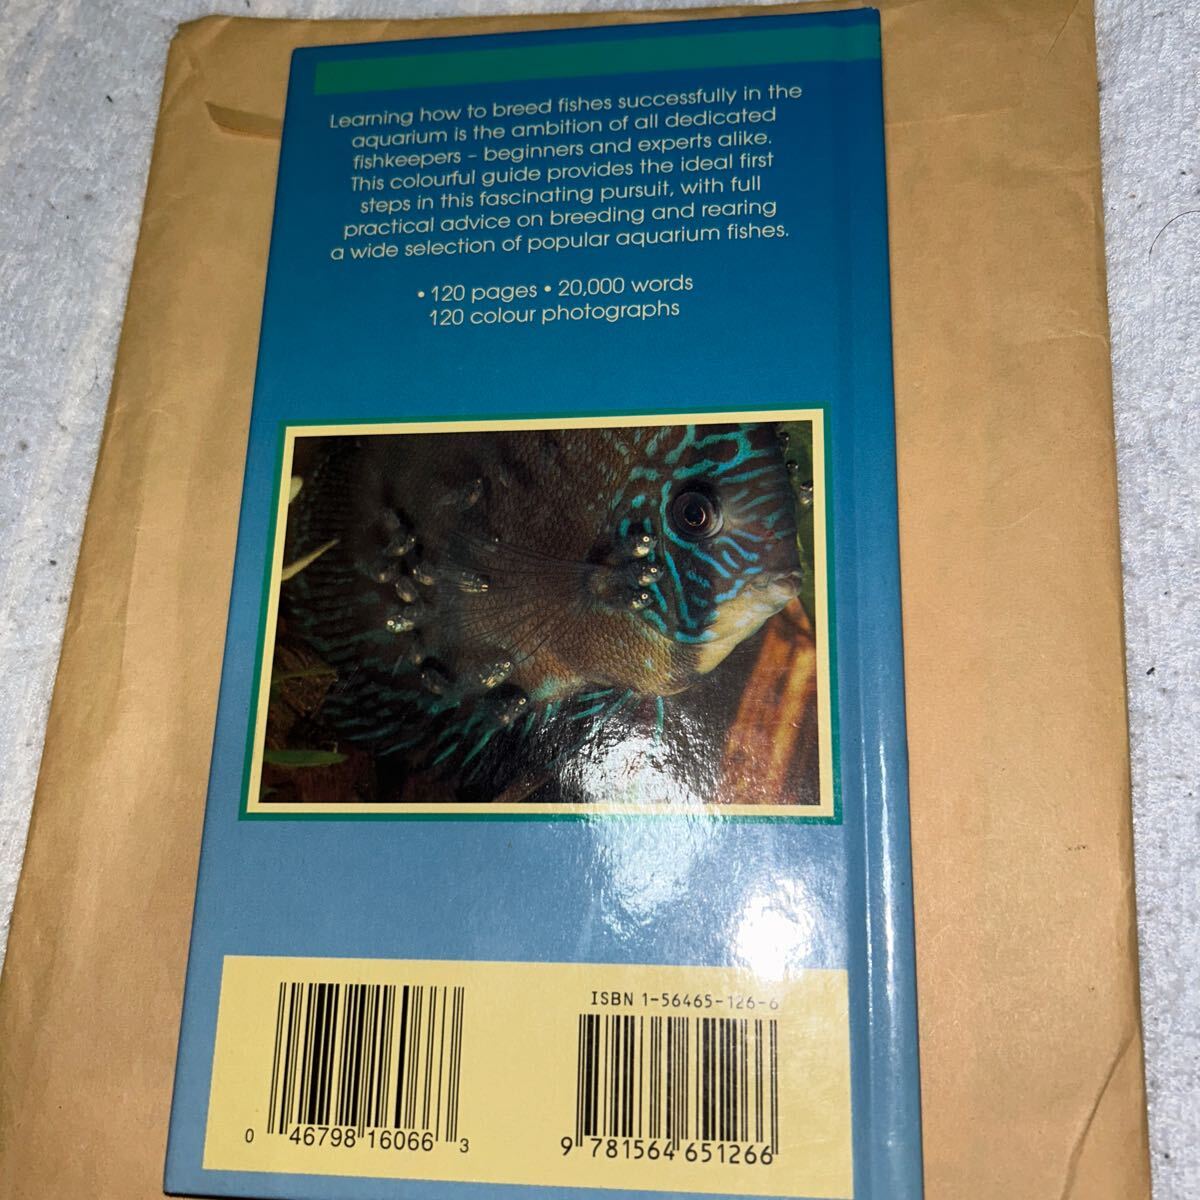 Learning how to breed fishes successfully in the
aquarium is the ambition of all dedicated
fishkeepers – beginners and experts alike.
This colourful guide provides the ideal first
steps in this fascinating pursuit, with full
practical advice on breeding and rearing
a wide selection of popular aquarium fishes.
• 120 pages • 20,000 words
120 colour photographs
ISBN 1-56465-126-6
0 46798 16066 3
9 781564 651266